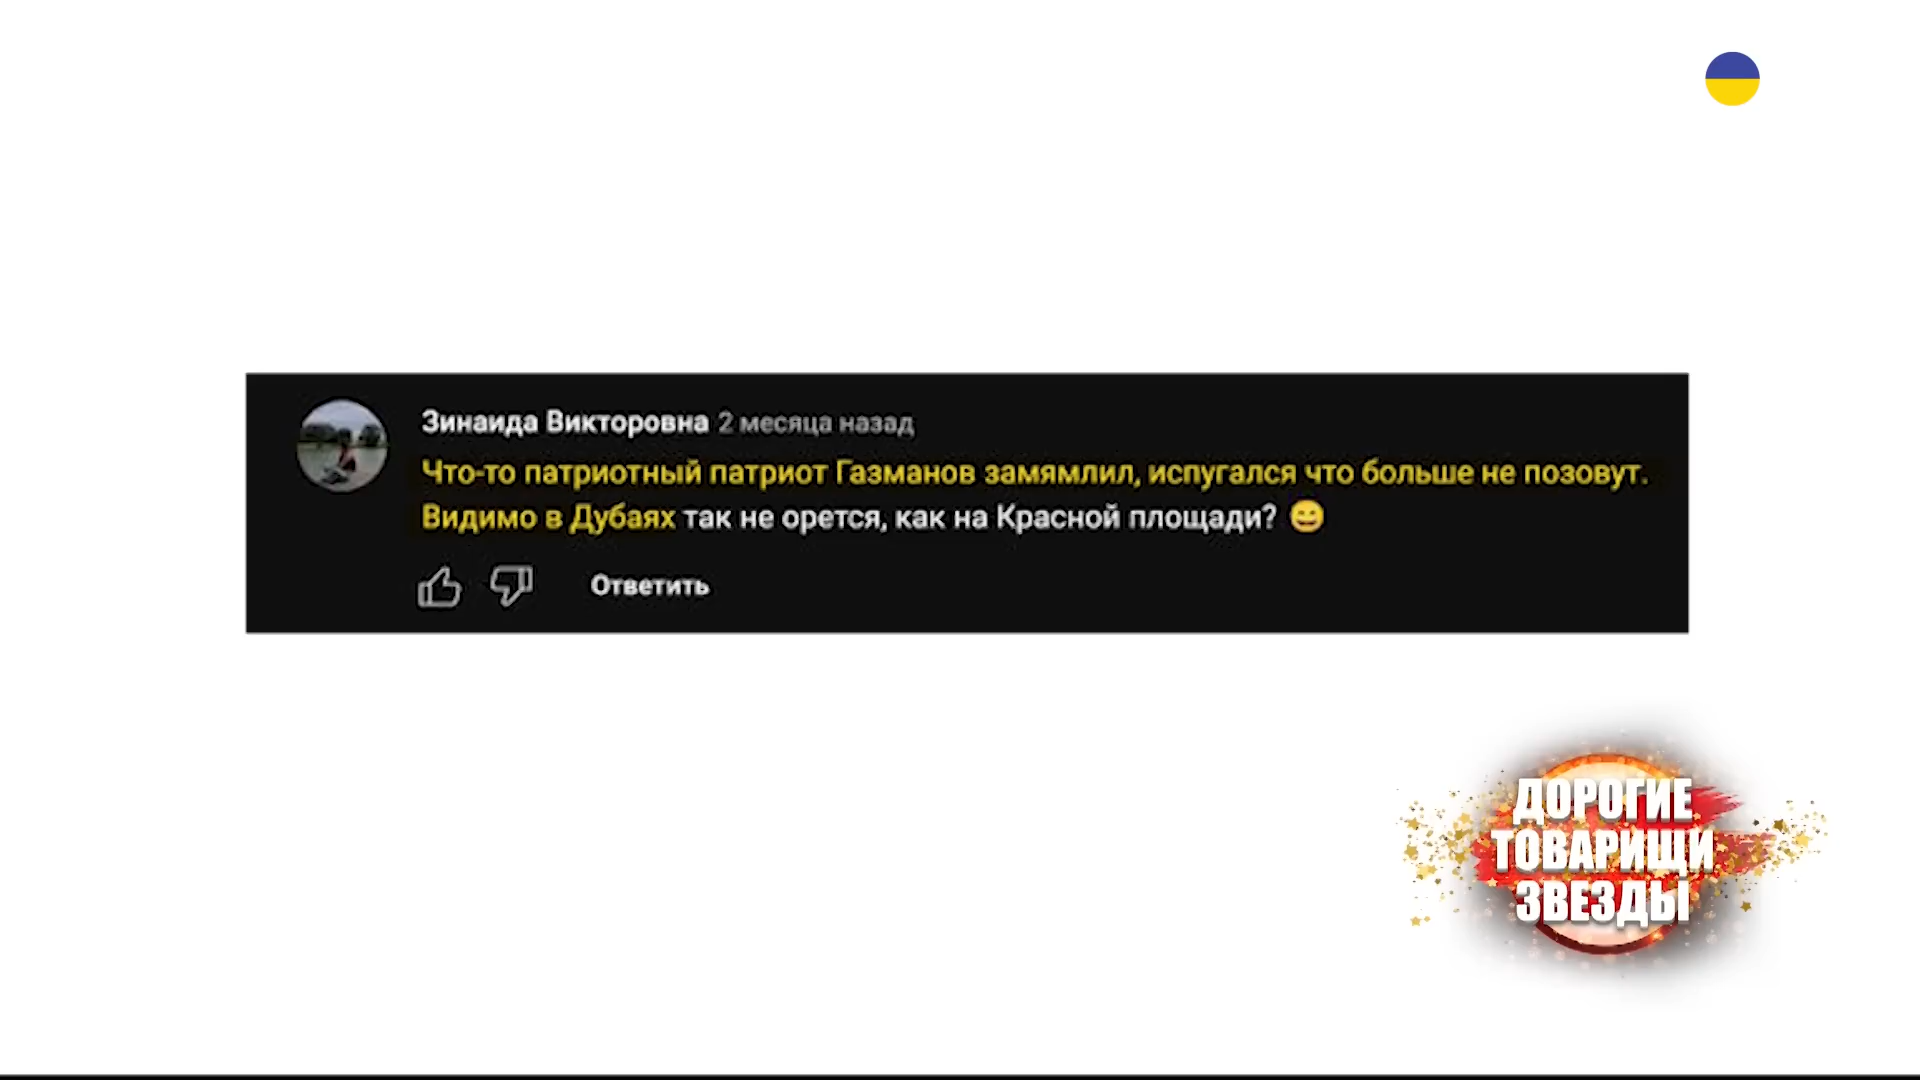 Зинаида Викторовна 2 месяца назад
Что-то патриотный патриот Газманов замямлил, испугался что больше не позовут.
Видимо в Дубаях так не орется, как на Красной площади? 😄
Ответить
ДОРОГИЕ
ТОВАРИЩИ
ЗВЕЗДЫ